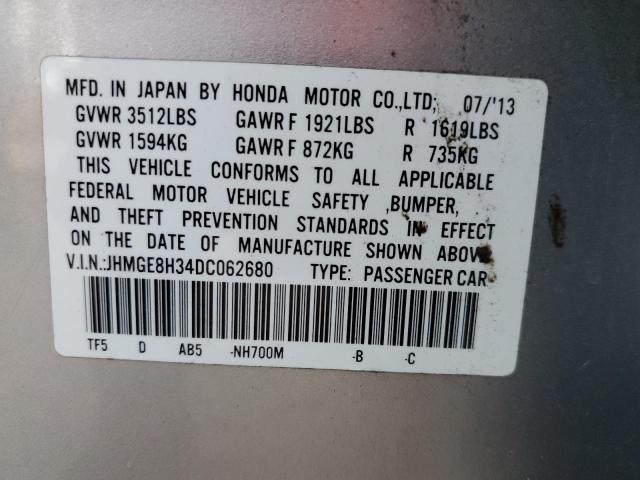 MFD. IN JAPAN BY HONDA MOTOR CO.,LTD; 07/'13
GVWR 3512LBS GAWR F 1921LBS R 1619LBS
GVWR 1594KG GAWR F 872KG R 735KG
THIS VEHICLE CONFORMS TO ALL APPLICABLE
FEDERAL MOTOR VEHICLE SAFETY ,BUMPER,
AND THEFT PREVENTION STANDARDS IN EFFECT
ON THE DATE OF MANUFACTURE SHOWN ABOVE
V.I.N.:JHMGE8H34DC062680 TYPE: PASSENGER CAR
TF5 D AB5 -NH700M -B -C